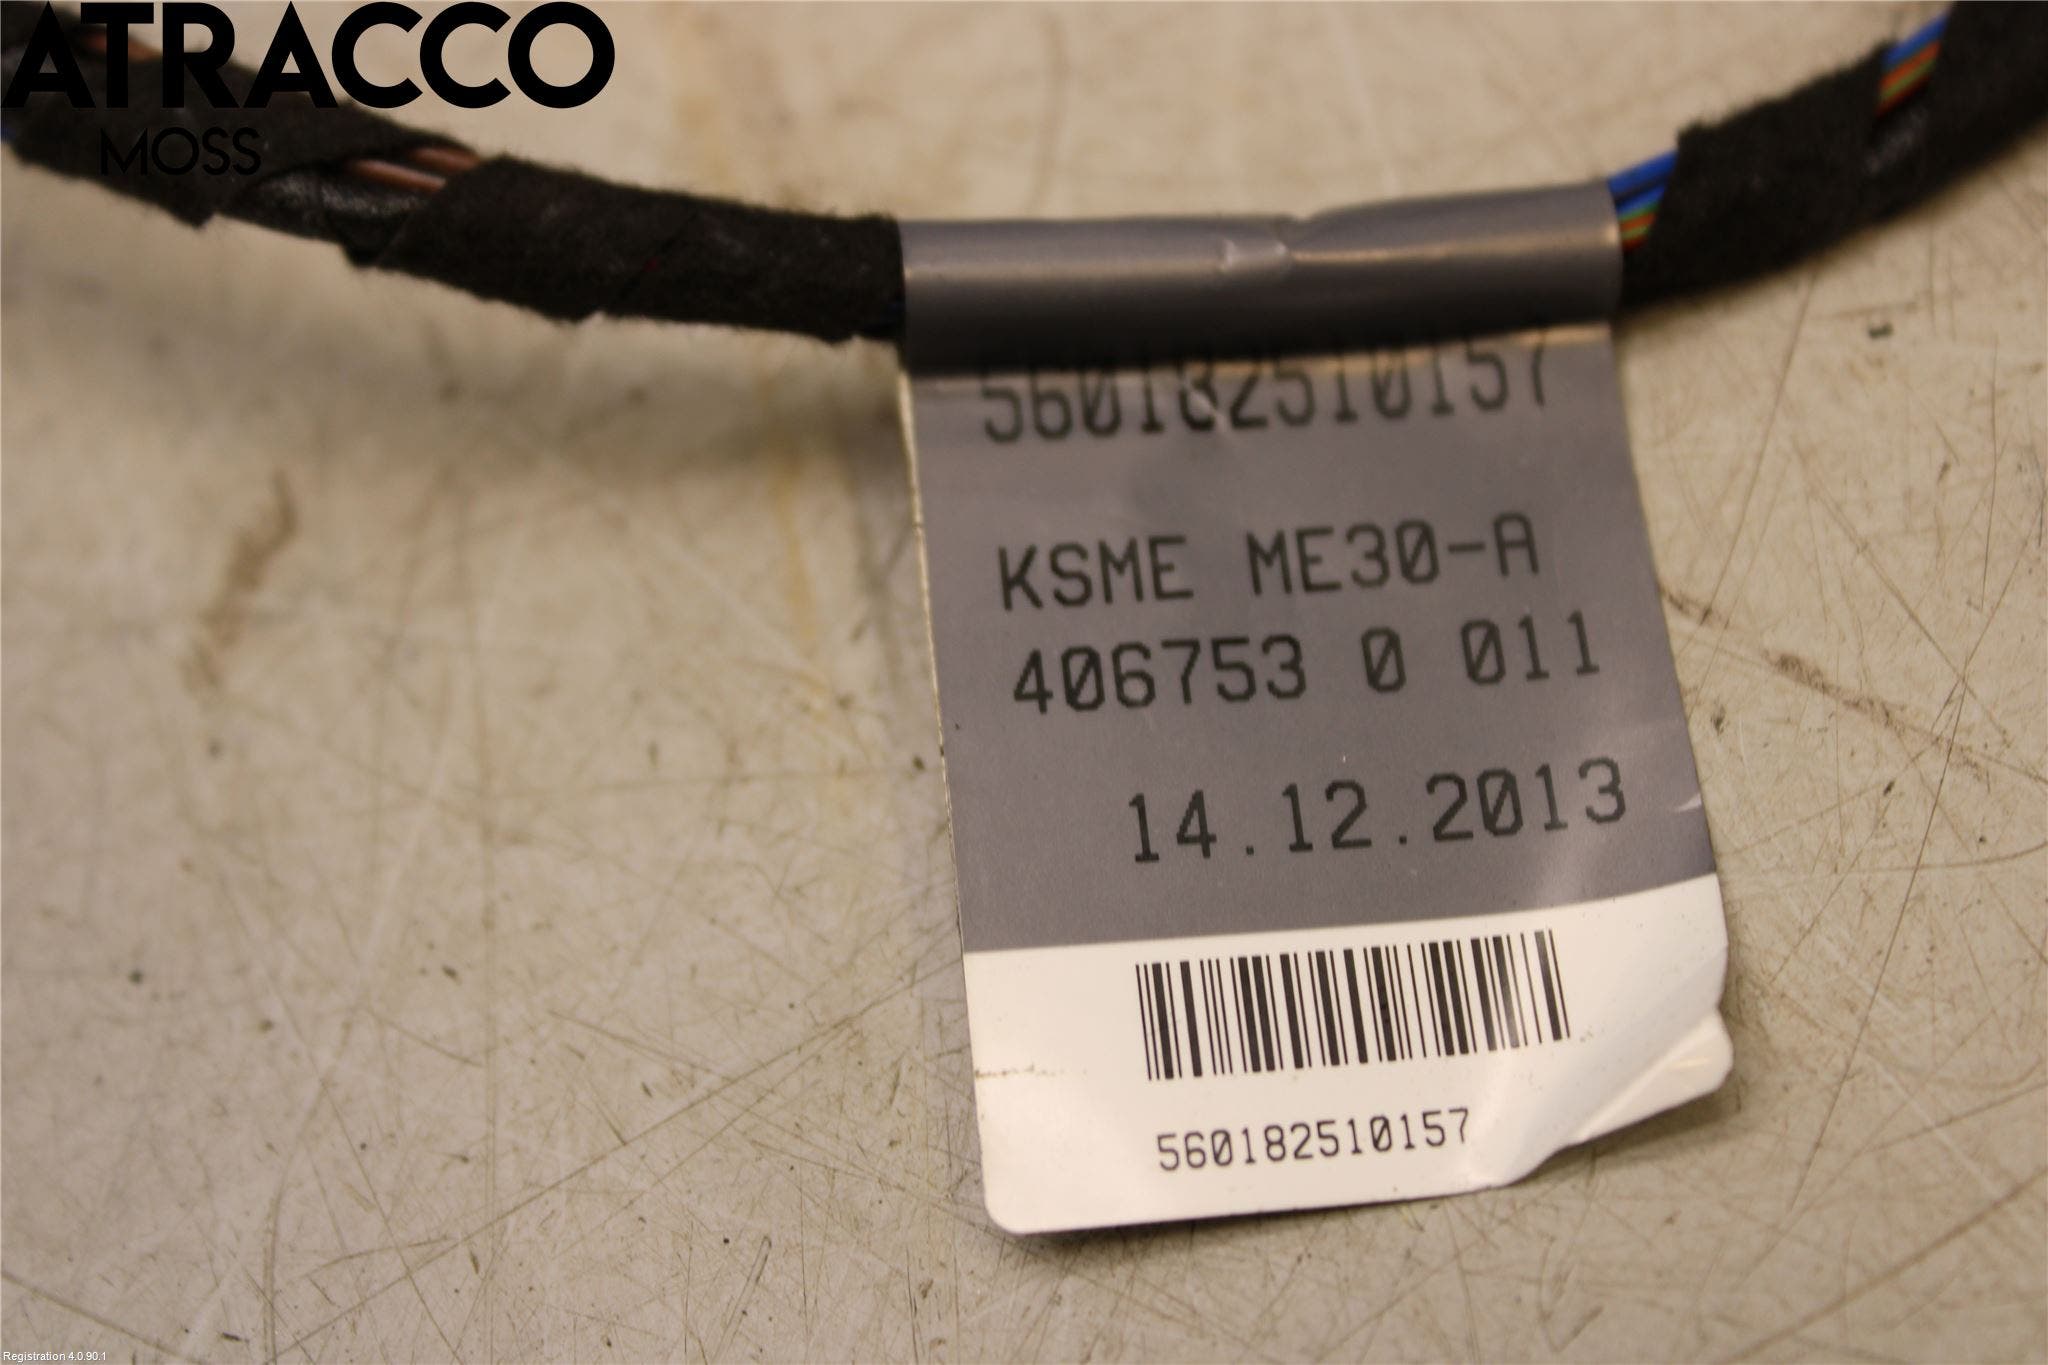 ATRACCO
MOSS
560182510157
KSME ME30-A
406753 0 011
14.12.2013
560182510157
Registration 4.0.90.1